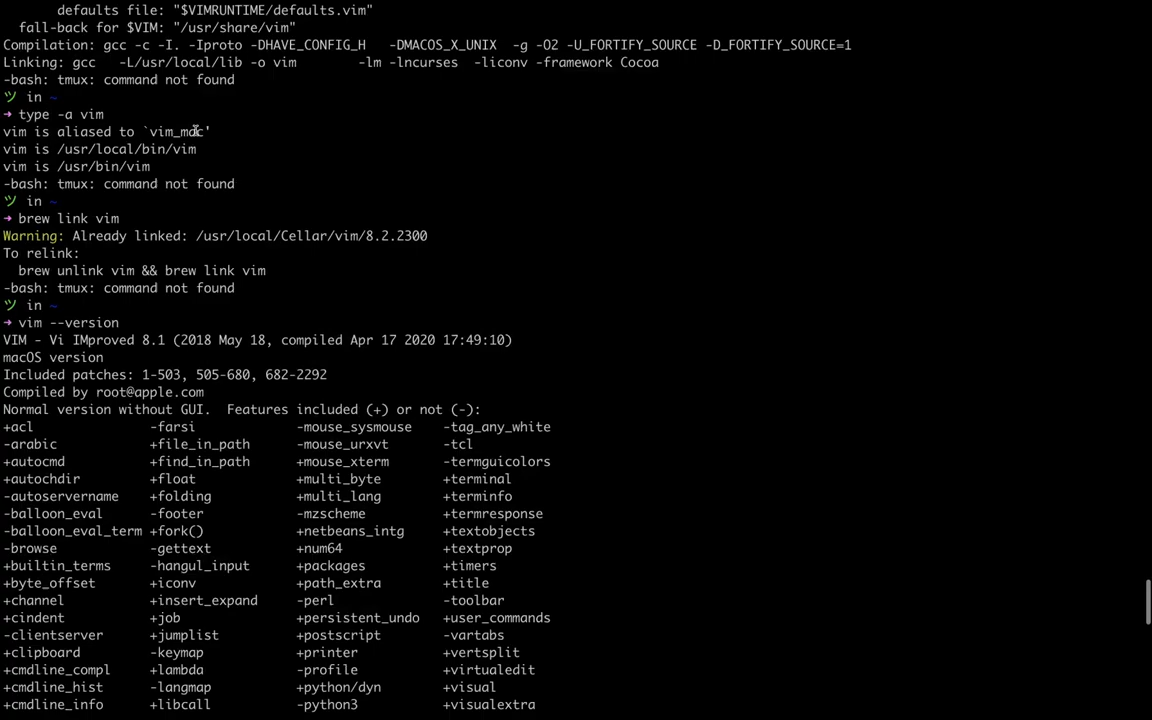 defaults file: "$VIMRUNTIME/defaults.vim"
fall-back for $VIM: "/usr/share/vim"
Compilation: gcc -c -I. -Iproto -DHAVE_CONFIG_H   -DMACOS_X_UNIX  -g -O2 -U_FORTIFY_SOURCE -D_FORTIFY_SOURCE=1
Linking: gcc   -L/usr/local/lib -o vim        -lm -lncurses  -liconv -framework Cocoa
-bash: tmux: command not found
ツ in ~
➜ type -a vim
vim is aliased to `vim_mac'
vim is /usr/local/bin/vim
vim is /usr/bin/vim
-bash: tmux: command not found
ツ in ~
➜ brew link vim
Warning: Already linked: /usr/local/Cellar/vim/8.2.2300
To relink:
  brew unlink vim && brew link vim
-bash: tmux: command not found
ツ in ~
➜ vim --version
VIM - Vi IMproved 8.1 (2018 May 18, compiled Apr 17 2020 17:49:10)
macOS version
Included patches: 1-503, 505-680, 682-2292
Compiled by root@apple.com
Normal version without GUI.  Features included (+) or not (-):
+acl               -farsi             -mouse_sysmouse    -tag_any_white
-arabic            +file_in_path      -mouse_urxvt       -tcl
+autocmd           +find_in_path      +mouse_xterm       -termguicolors
+autochdir         +float             +multi_byte        +terminal
-autoservername    +folding           +multi_lang        +terminfo
-balloon_eval      -footer            -mzscheme          +termresponse
-balloon_eval_term +fork()            +netbeans_intg     +textobjects
-browse            -gettext           +num64             +textprop
+builtin_terms     -hangul_input      +packages          +timers
+byte_offset       +iconv             +path_extra        +title
+channel           +insert_expand     -perl              -toolbar
+cindent           +job               +persistent_undo   +user_commands
-clientserver      +jumplist          +postscript        -vartabs
+clipboard         -keymap            +printer           +vertsplit
+cmdline_compl     +lambda            -profile           +virtualedit
+cmdline_hist      -langmap           +python/dyn        +visual
+cmdline_info      +libcall           -python3           +visualextra